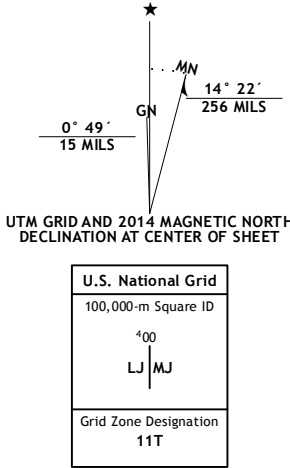 ★
MN
GN
14° 22´
256 MILS
0° 49´
15 MILS
UTM GRID AND 2014 MAGNETIC NORTH
DECLINATION AT CENTER OF SHEET
U.S. National Grid
100,000-m Square ID
⁴00
LJ MJ
Grid Zone Designation
11T